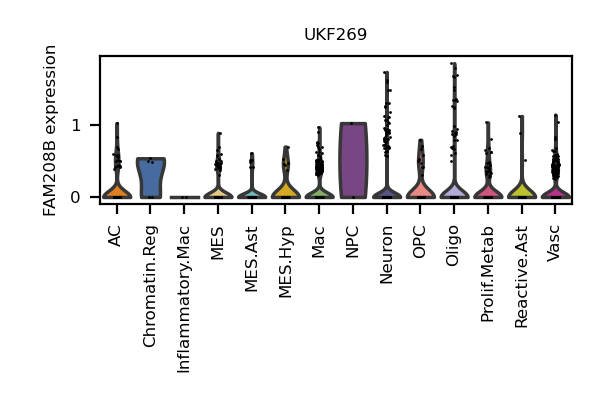 UKF269
FAM208B expression
1
0
AC
Chromatin.Reg
Inflammatory.Mac
MES
MES.Ast
MES.Hyp
Mac
NPC
Neuron
OPC
Oligo
Prolif.Metab
Reactive.Ast
Vasc